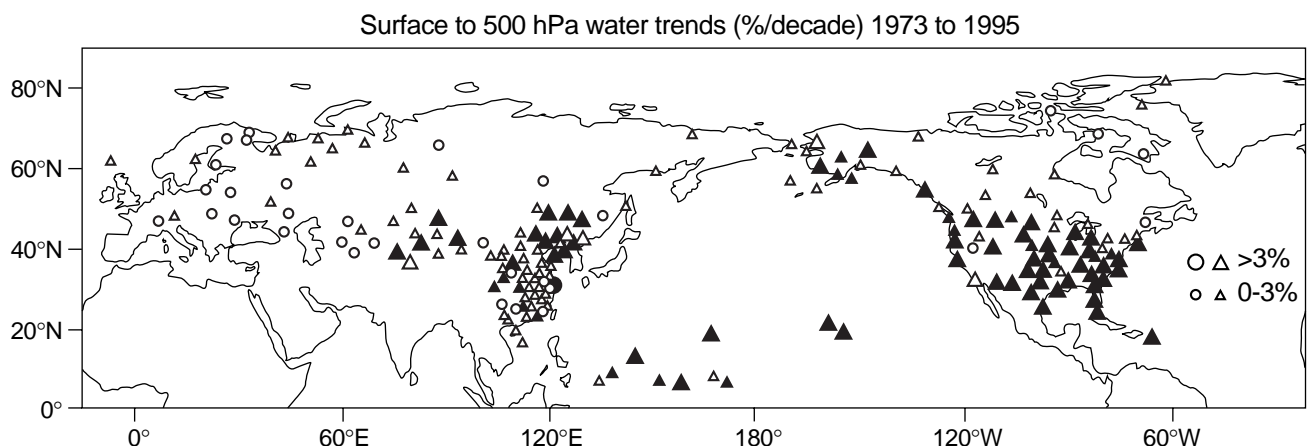 Surface to 500 hPa water trends (%/decade) 1973 to 1995
80°N
60°N
40°N
20°N
0°
>3%
0-3%
0° 60°E 120°E 180° 120°W 60°W